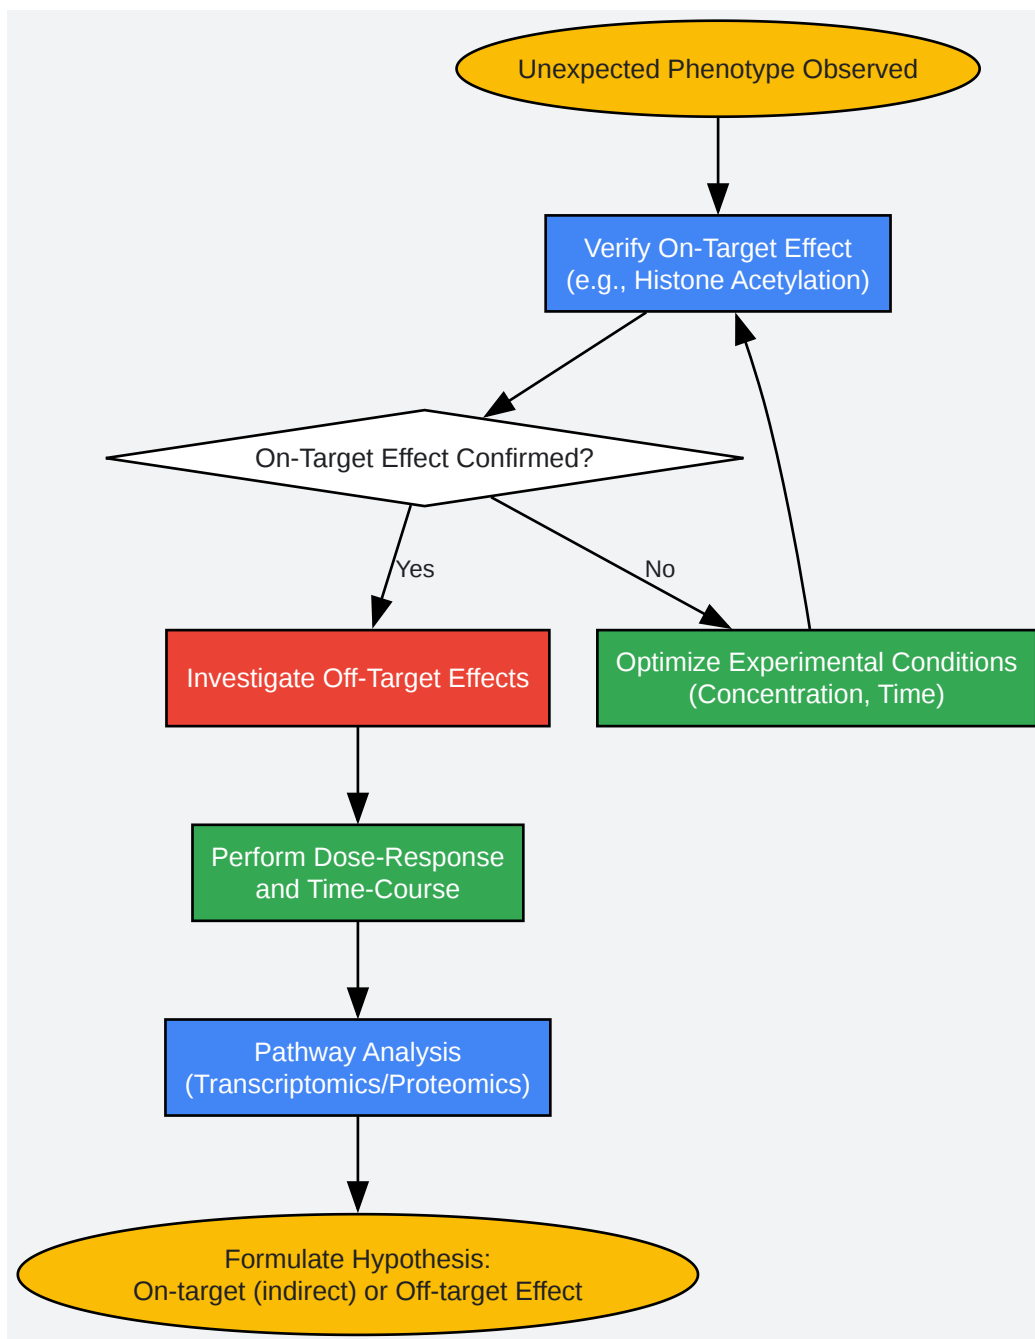 Unexpected Phenotype Observed
Verify On-Target Effect
(e.g., Histone Acetylation)
On-Target Effect Confirmed?
Yes
No
Investigate Off-Target Effects
Optimize Experimental Conditions
(Concentration, Time)
Perform Dose-Response
and Time-Course
Pathway Analysis
(Transcriptomics/Proteomics)
Formulate Hypothesis:
On-target (indirect) or Off-target Effect